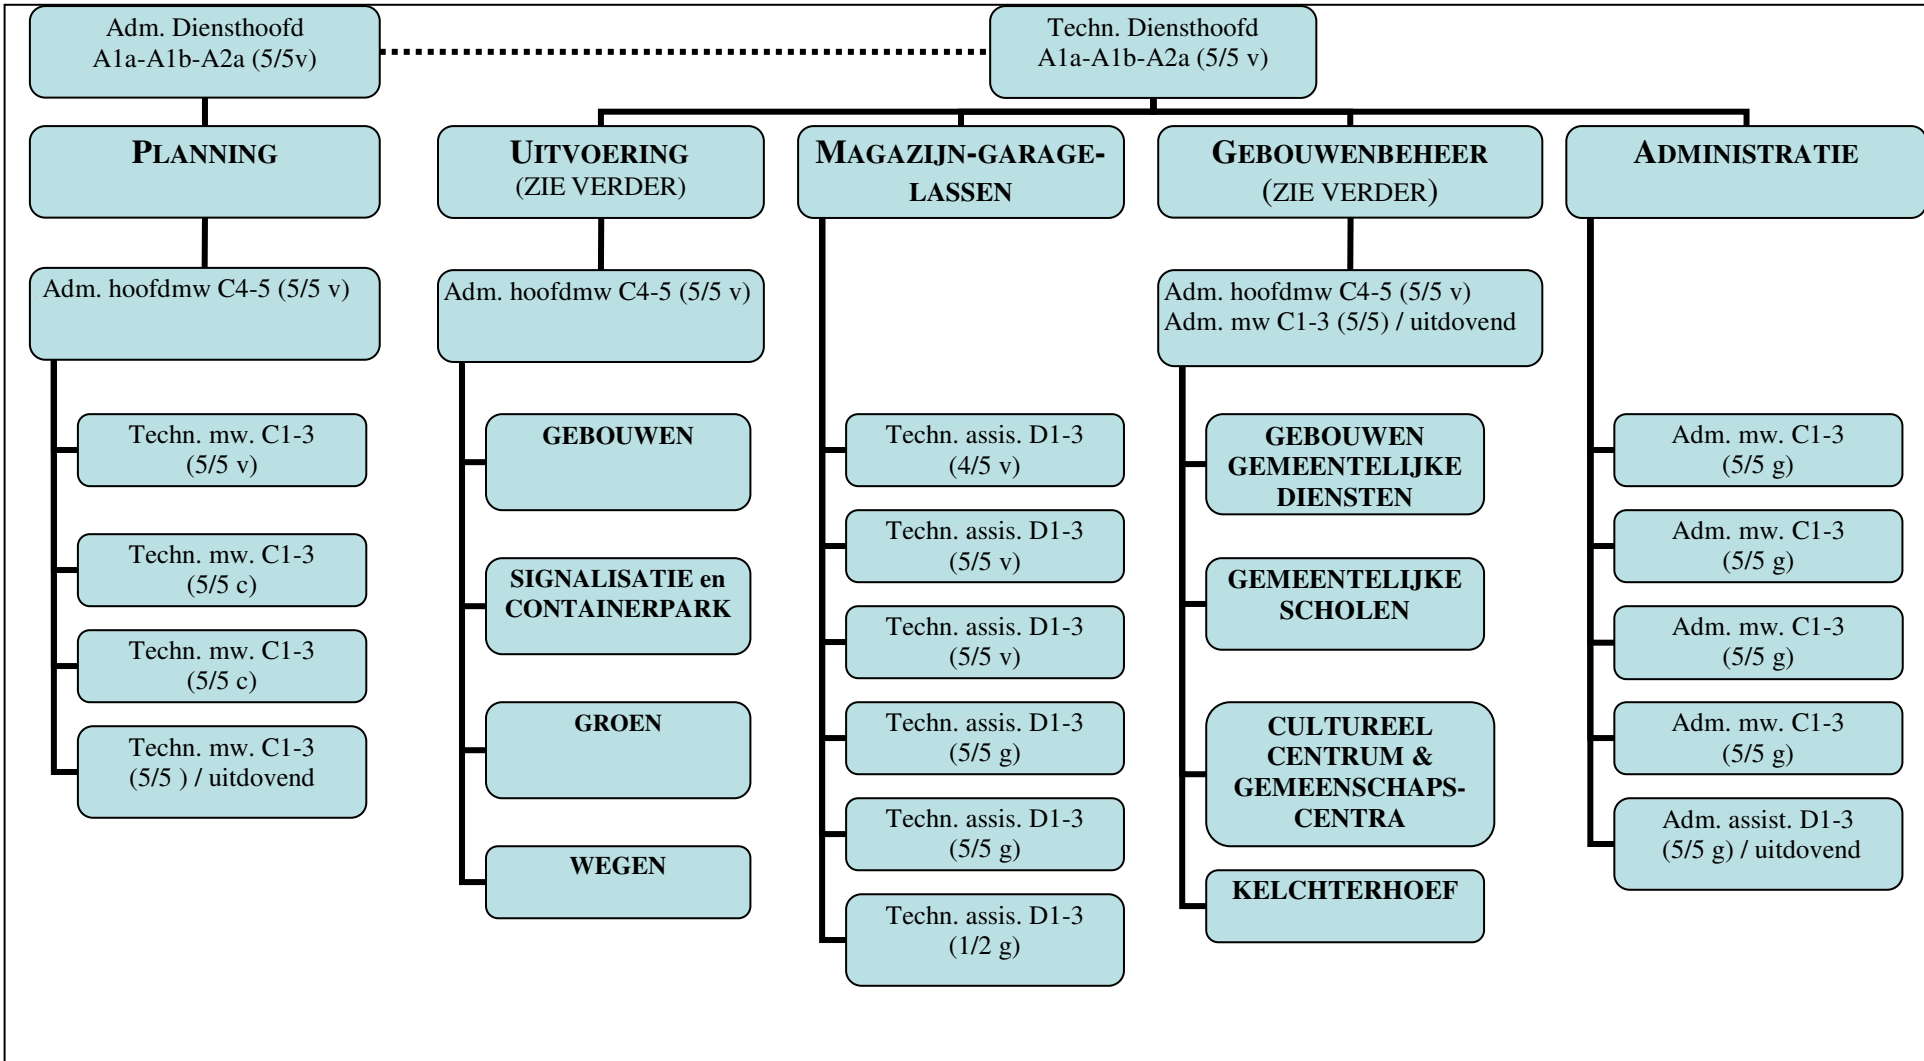 Adm. Diensthoofd
A1a-A1b-A2a (5/5v)
Techn. Diensthoofd
A1a-A1b-A2a (5/5 v)
PLANNING
UITVOERING
(ZIE VERDER)
MAGAZIJN-GARAGE-
LASSEN
GEBOUWENBEHEER
(ZIE VERDER)
ADMINISTRATIE
Adm. hoofdmw C4-5 (5/5 v)
Adm. hoofdmw C4-5 (5/5 v)
Adm. hoofdmw C4-5 (5/5 v)
Adm. mw C1-3 (5/5) / uitdovend
Techn. mw. C1-3
(5/5 v)
Techn. mw. C1-3
(5/5 c)
Techn. mw. C1-3
(5/5 c)
Techn. mw. C1-3
(5/5 ) / uitdovend
GEBOUWEN
SIGNALISATIE en
CONTAINERPARK
GROEN
WEGEN
Techn. assis. D1-3
(4/5 v)
Techn. assis. D1-3
(5/5 v)
Techn. assis. D1-3
(5/5 v)
Techn. assis. D1-3
(5/5 g)
Techn. assis. D1-3
(5/5 g)
Techn. assis. D1-3
(1/2 g)
GEBOUWEN
GEMEENTELIJKE
DIENSTEN
GEMEENTELIJKE
SCHOLEN
CULTUREEL
CENTRUM &
GEMEENSCHAPS-
CENTRA
KELCHTERHOEF
Adm. mw. C1-3
(5/5 g)
Adm. mw. C1-3
(5/5 g)
Adm. mw. C1-3
(5/5 g)
Adm. mw. C1-3
(5/5 g)
Adm. assist. D1-3
(5/5 g) / uitdovend